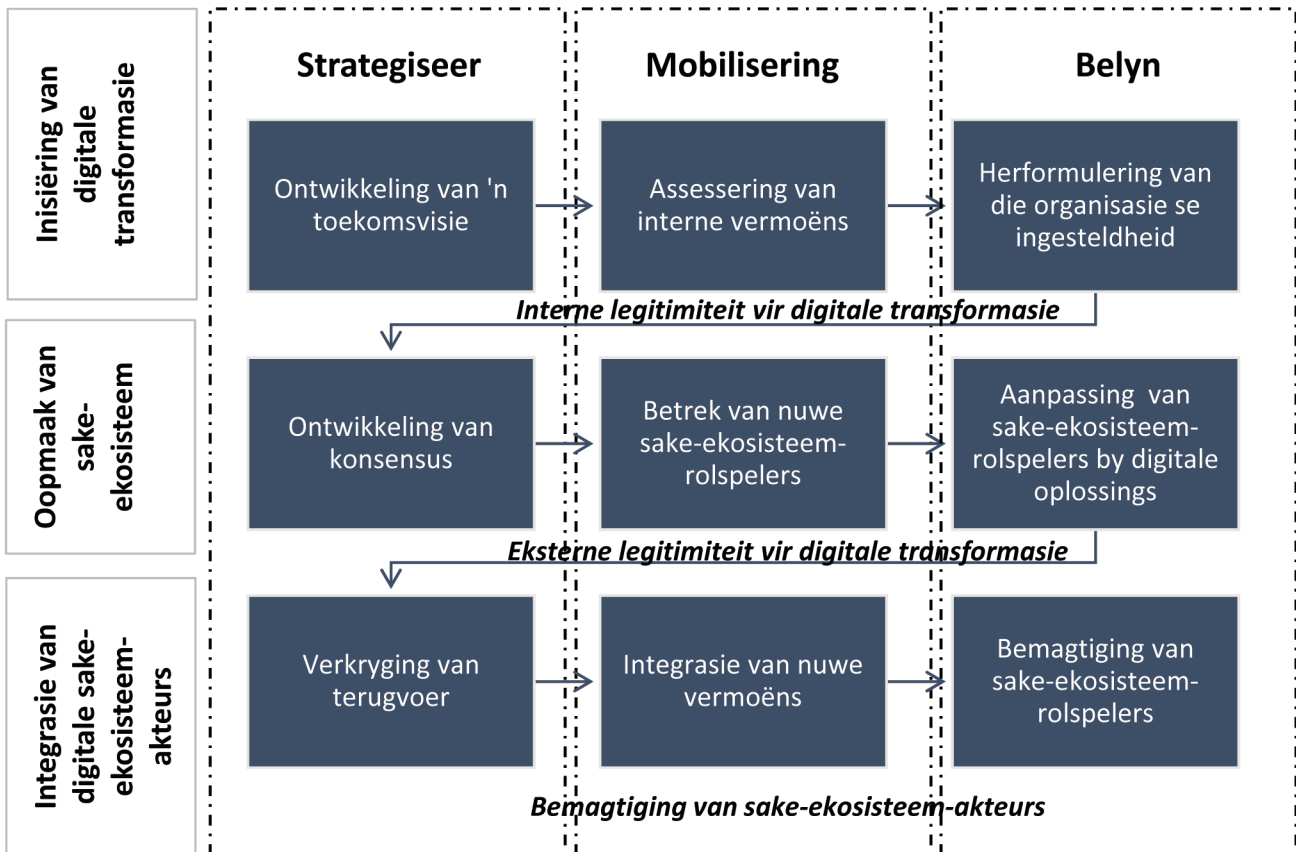 Strategiseer
Mobilisering
Belyn
Inisiëring van
digitale
transformasie
Ontwikkeling van 'n
toekomsvisie
Assessering van
interne vermoëns
Herformulering van
die organisasie se
ingesteldheid
Interne legitimiteit vir digitale transformasie
Oopmaak van
sake-
ekosisteem
Ontwikkeling van
konsensus
Betrek van nuwe
sake-ekosisteem-
rolspelers
Aanpassing van
sake-ekosisteem-
rolspelers by digitale
oplossings
Eksterne legitimiteit vir digitale transformasie
Integrasie van
digitale sake-
ekosisteem-
akteurs
Verkryging van
terugvoer
Integrasie van nuwe
vermoëns
Bemagtiging van
sake-ekosisteem-
rolspelers
Bemagtiging van sake-ekosisteem-akteurs